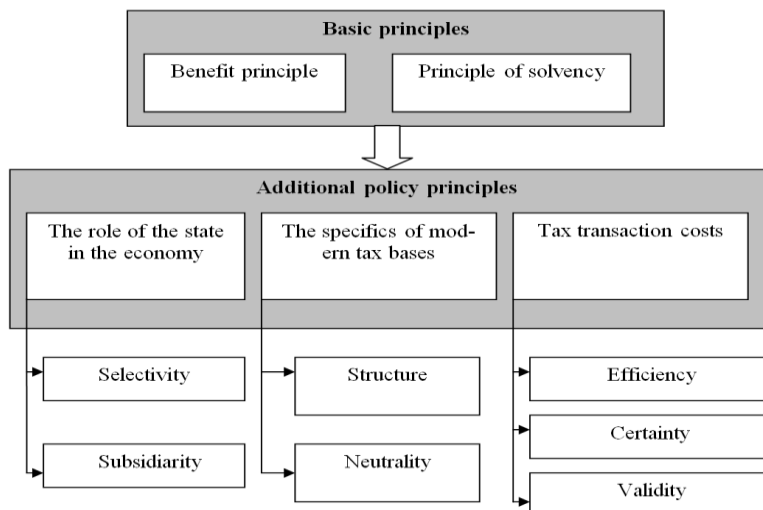 Basic principles
Benefit principle
Principle of solvency
Additional policy principles
The role of the state
in the economy
The specifics of mod-
ern tax bases
Tax transaction costs
Selectivity
Structure
Efficiency
Certainty
Subsidiarity
Neutrality
Validity